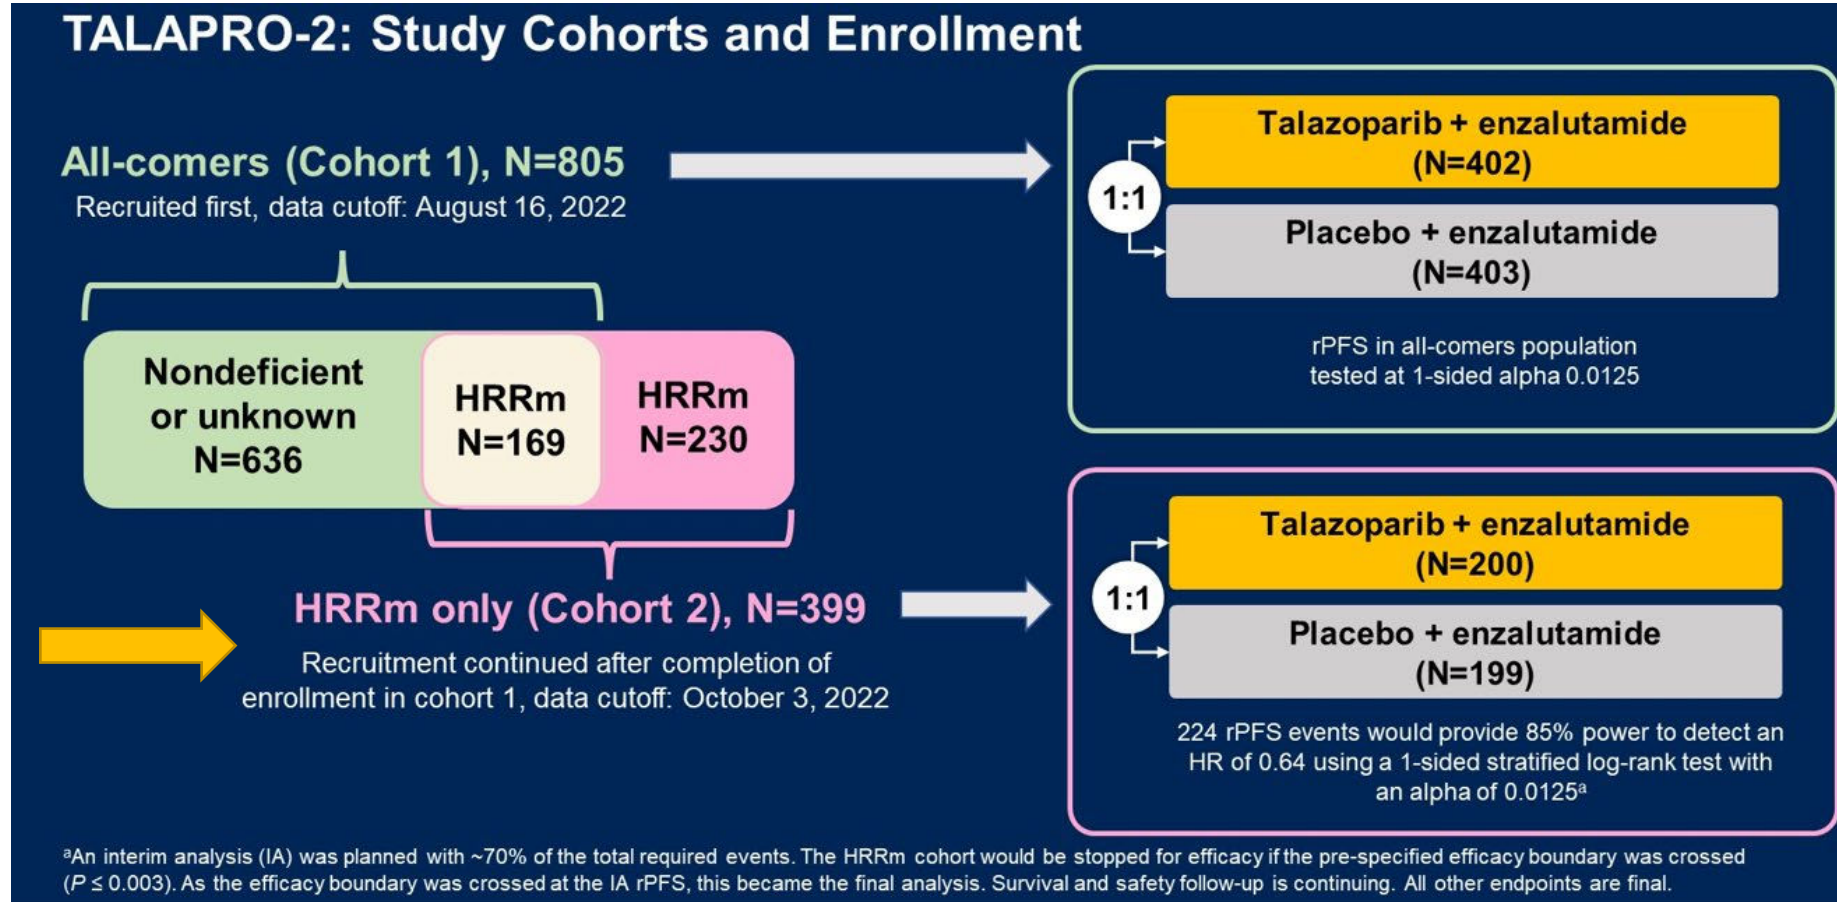 TALAPRO-2: Study Cohorts and Enrollment
All-comers (Cohort 1), N=805
Recruited first, data cutoff: August 16, 2022
Nondeficient
or unknown
N=636
HRRm
N=169
HRRm
N=230
HRRm only (Cohort 2), N=399
Recruitment continued after completion of
enrollment in cohort 1, data cutoff: October 3, 2022
1:1
Talazoparib + enzalutamide
(N=402)
Placebo + enzalutamide
(N=403)
rPFS in all-comers population
tested at 1-sided alpha 0.0125
1:1
Talazoparib + enzalutamide
(N=200)
Placebo + enzalutamide
(N=199)
224 rPFS events would provide 85% power to detect an
HR of 0.64 using a 1-sided stratified log-rank test with
an alpha of 0.0125ᵃ
ᵃAn interim analysis (IA) was planned with ~70% of the total required events. The HRRm cohort would be stopped for efficacy if the pre-specified efficacy boundary was crossed
(P ≤ 0.003). As the efficacy boundary was crossed at the IA rPFS, this became the final analysis. Survival and safety follow-up is continuing. All other endpoints are final.